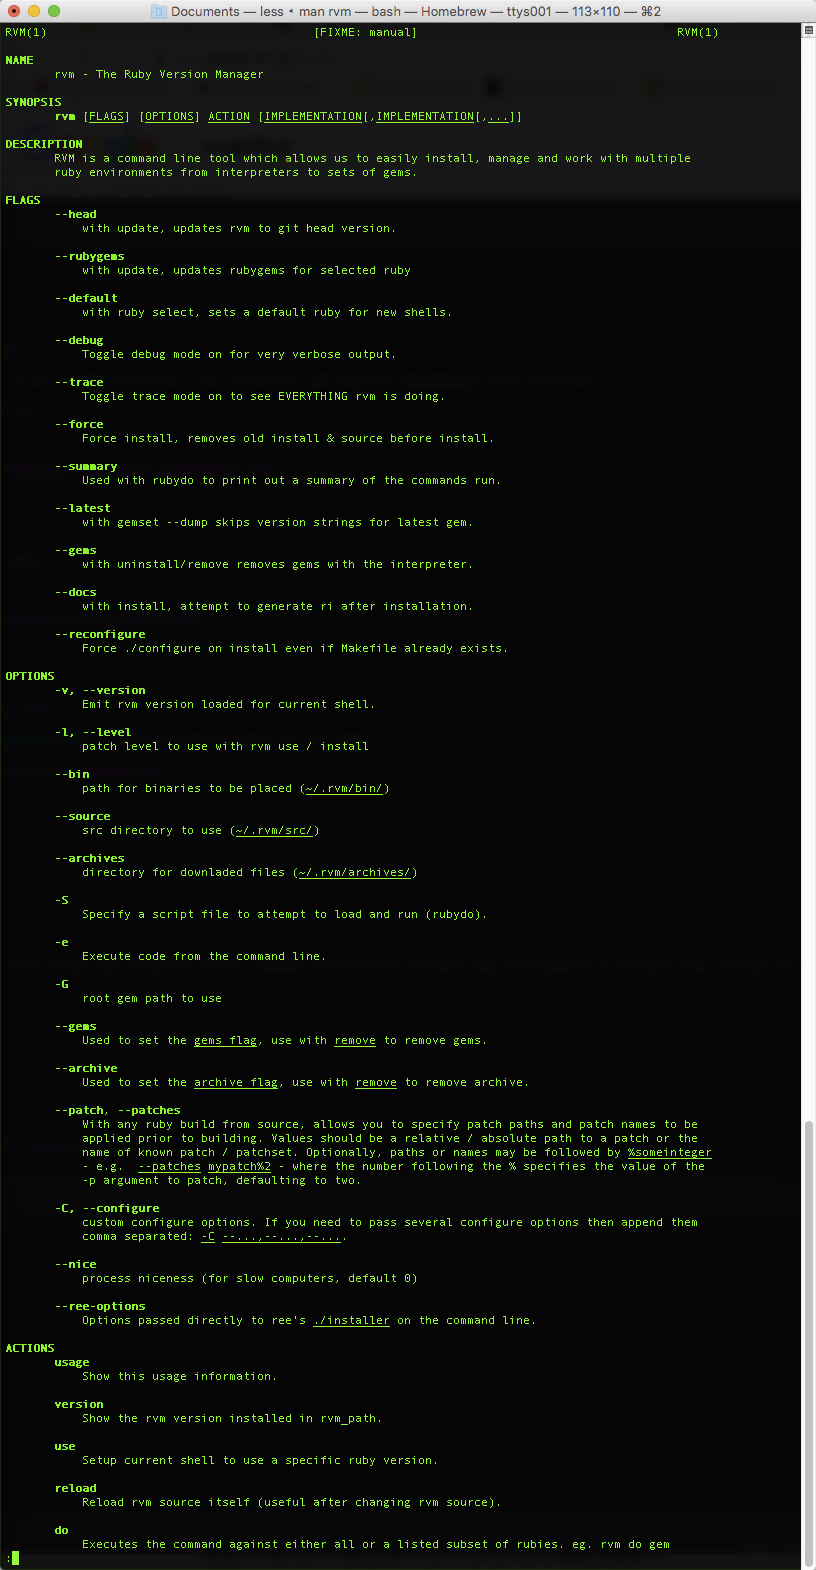 Documents — less • man rvm — bash — Homebrew — ttys001 — 113×110 — ⌘2
RVM(1) [FIXME: manual] RVM(1)
NAME
rvm - The Ruby Version Manager
SYNOPSIS
rvm [FLAGS] [OPTIONS] ACTION [IMPLEMENTATION[,IMPLEMENTATION[,...]]
DESCRIPTION
RVM is a command line tool which allows us to easily install, manage and work with multiple
ruby environments from interpreters to sets of gems.
FLAGS
--head
with update, updates rvm to git head version.
--rubygems
with update, updates rubygems for selected ruby
--default
with ruby select, sets a default ruby for new shells.
--debug
Toggle debug mode on for very verbose output.
--trace
Toggle trace mode on to see EVERYTHING rvm is doing.
--force
Force install, removes old install & source before install.
--summary
Used with rubydo to print out a summary of the commands run.
--latest
with gemset --dump skips version strings for latest gem.
--gems
with uninstall/remove removes gems with the interpreter.
--docs
with install, attempt to generate ri after installation.
--reconfigure
Force ./configure on install even if Makefile already exists.
OPTIONS
-v, --version
Emit rvm version loaded for current shell.
-l, --level
patch level to use with rvm use / install
--bin
path for binaries to be placed (~/.rvm/bin/)
--source
src directory to use (~/.rvm/src/)
--archives
directory for downladed files (~/.rvm/archives/)
-S
Specify a script file to attempt to load and run (rubydo).
-e
Execute code from the command line.
-G
root gem path to use
--gems
Used to set the gems flag, use with remove to remove gems.
--archive
Used to set the archive flag, use with remove to remove archive.
--patch, --patches
With any ruby build from source, allows you to specify patch paths and patch names to be
applied prior to building. Values should be a relative / absolute path to a patch or the
name of known patch / patchset. Optionally, paths or names may be followed by %someinteger
- e.g. --patches mypatch%2 - where the number following the % specifies the value of the
-p argument to patch, defaulting to two.
-C, --configure
custom configure options. If you need to pass several configure options then append them
comma separated: -C --...,--...,--....
--nice
process niceness (for slow computers, default 0)
--ree-options
Options passed directly to ree's ./installer on the command line.
ACTIONS
usage
Show this usage information.
version
Show the rvm version installed in rvm_path.
use
Setup current shell to use a specific ruby version.
reload
Reload rvm source itself (useful after changing rvm source).
do
Executes the command against either all or a listed subset of rubies. eg. rvm do gem
: